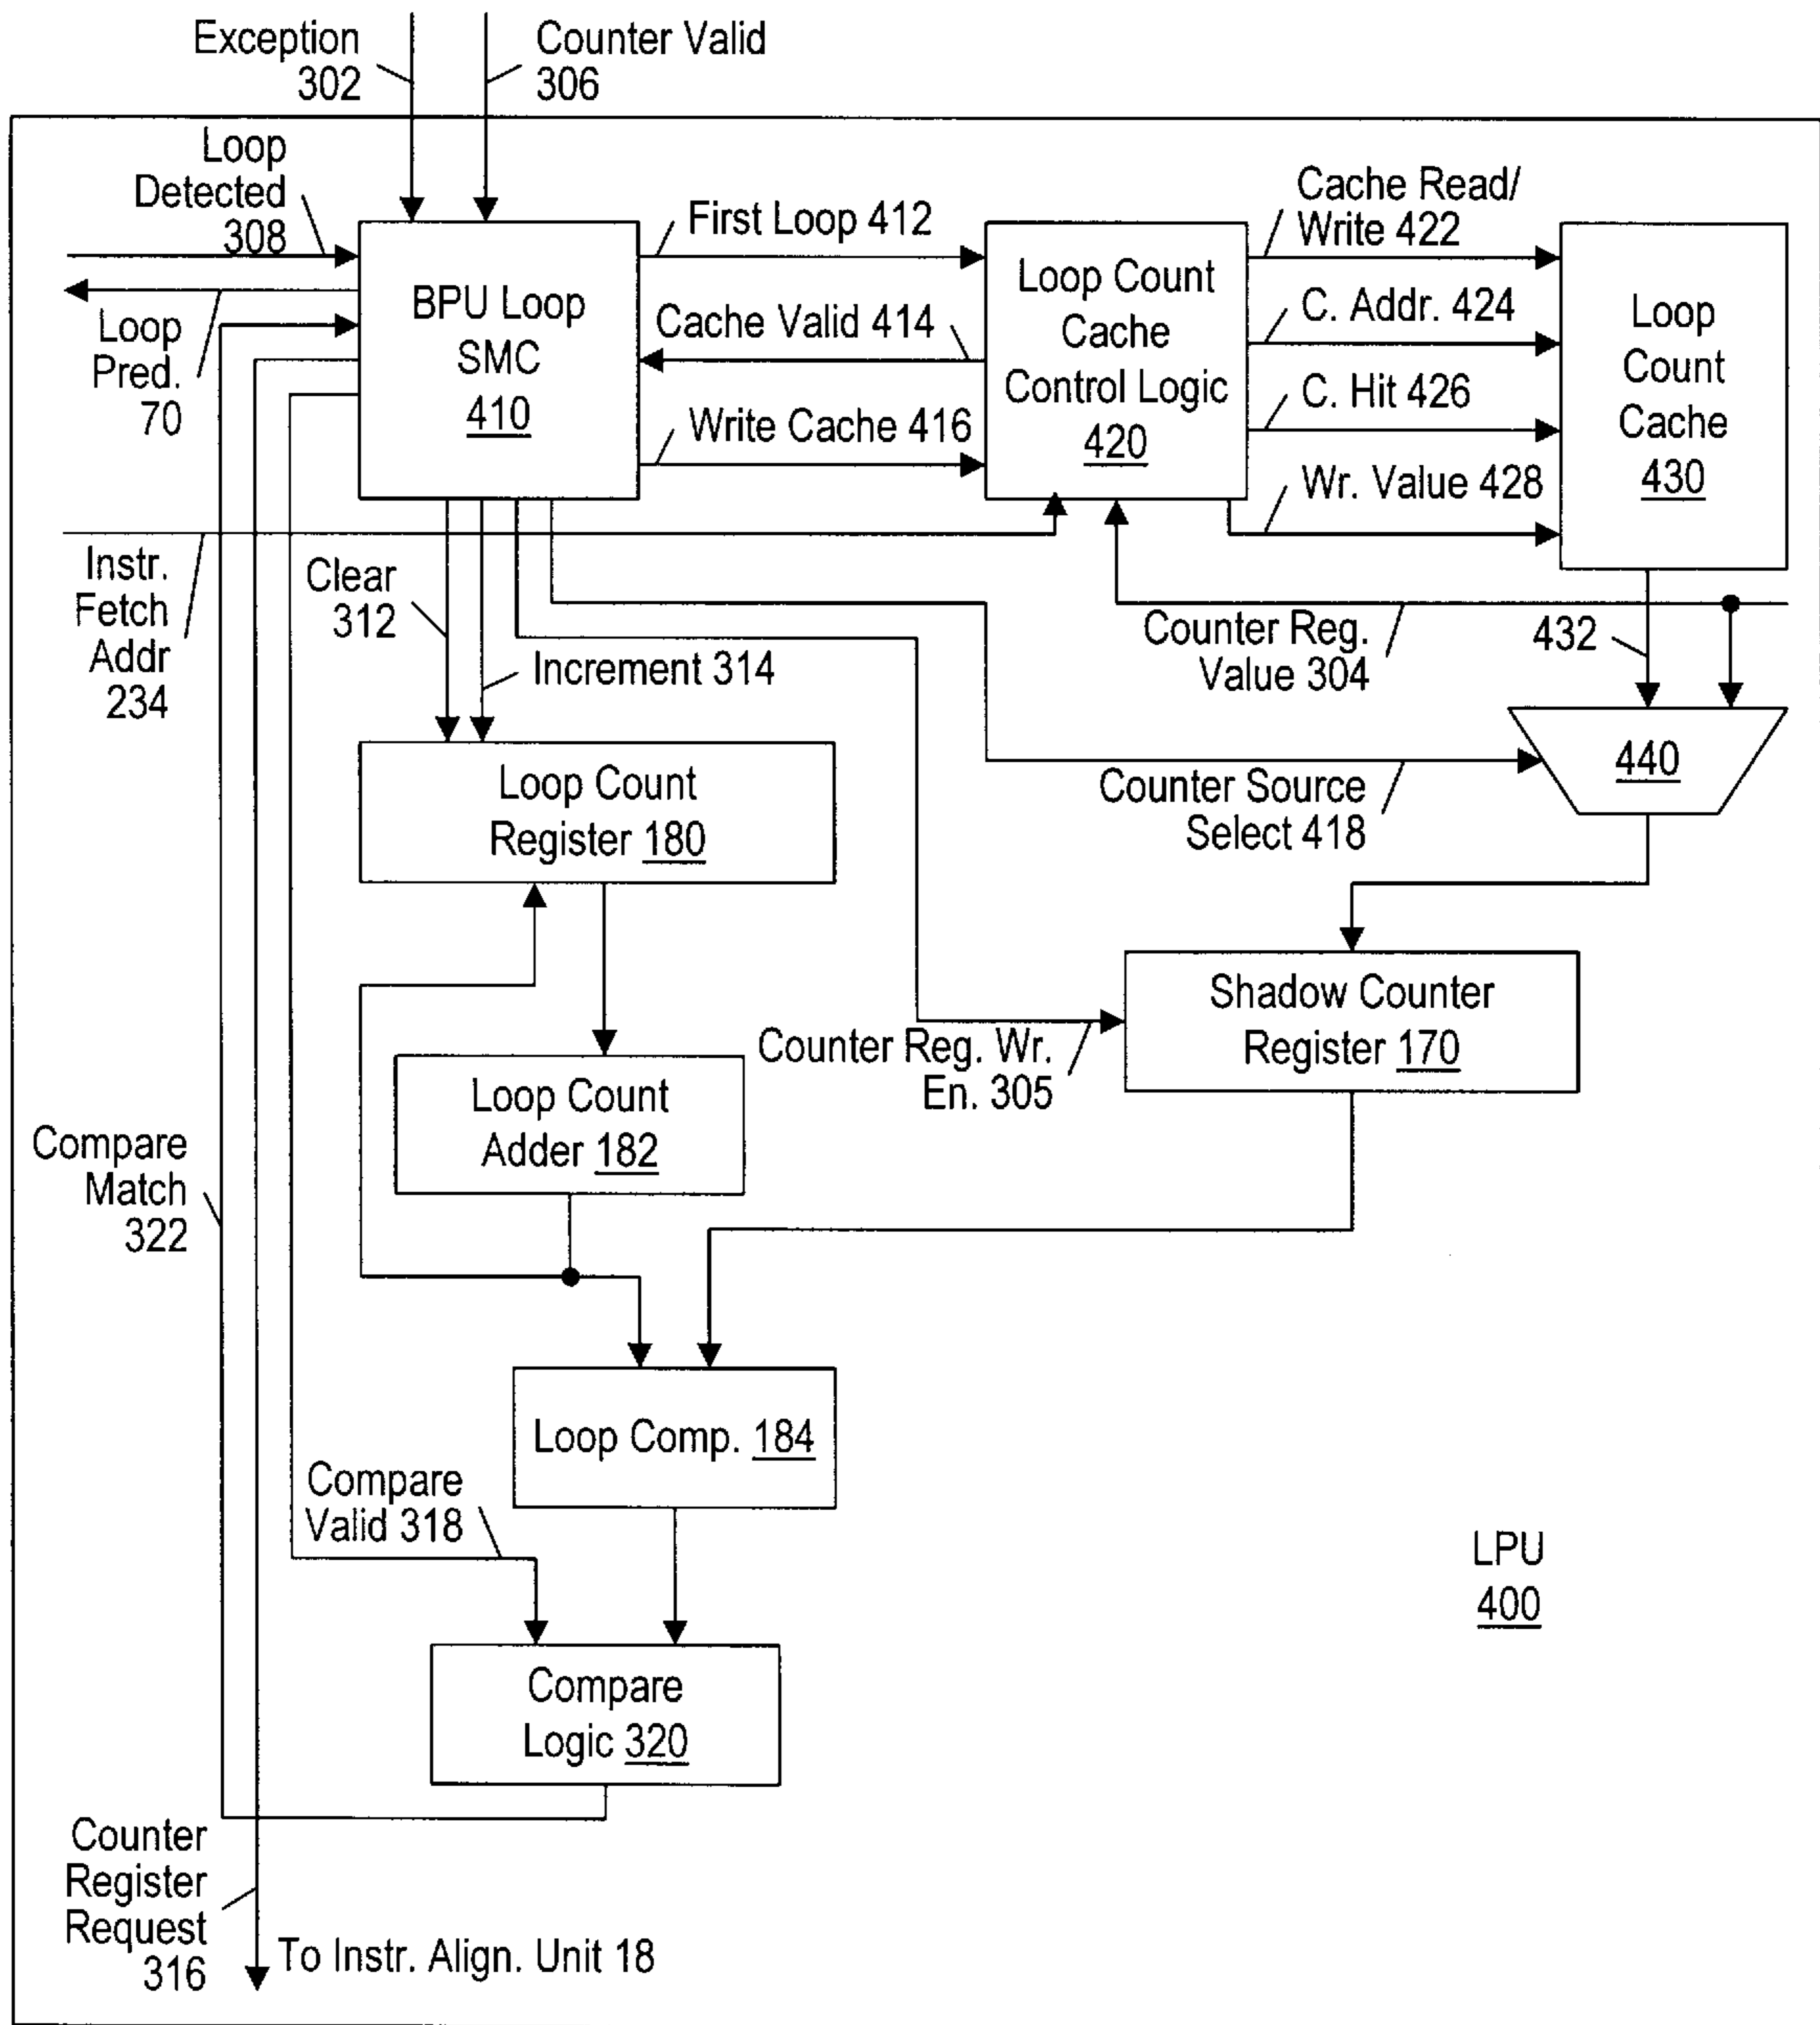 Exception
302
Counter Valid
306
Loop
Detected
308
Loop
Pred.
70
BPU Loop
SMC
410
First Loop 412
Cache Valid 414
Write Cache 416
Loop Count
Cache
Control Logic
420
Cache Read/
Write 422
C. Addr. 424
C. Hit 426
Wr. Value 428
Loop
Count
Cache
430
Instr.
Fetch
Addr
234
Clear
312
Increment 314
Counter Reg.
Value 304
432
440
Counter Source
Select 418
Loop Count
Register 180
Shadow Counter
Register 170
Counter Reg. Wr.
En. 305
Loop Count
Adder 182
Compare
Match
322
Loop Comp. 184
Compare
Valid 318
LPU
400
Compare
Logic 320
Counter
Register
Request
316
To Instr. Align. Unit 18